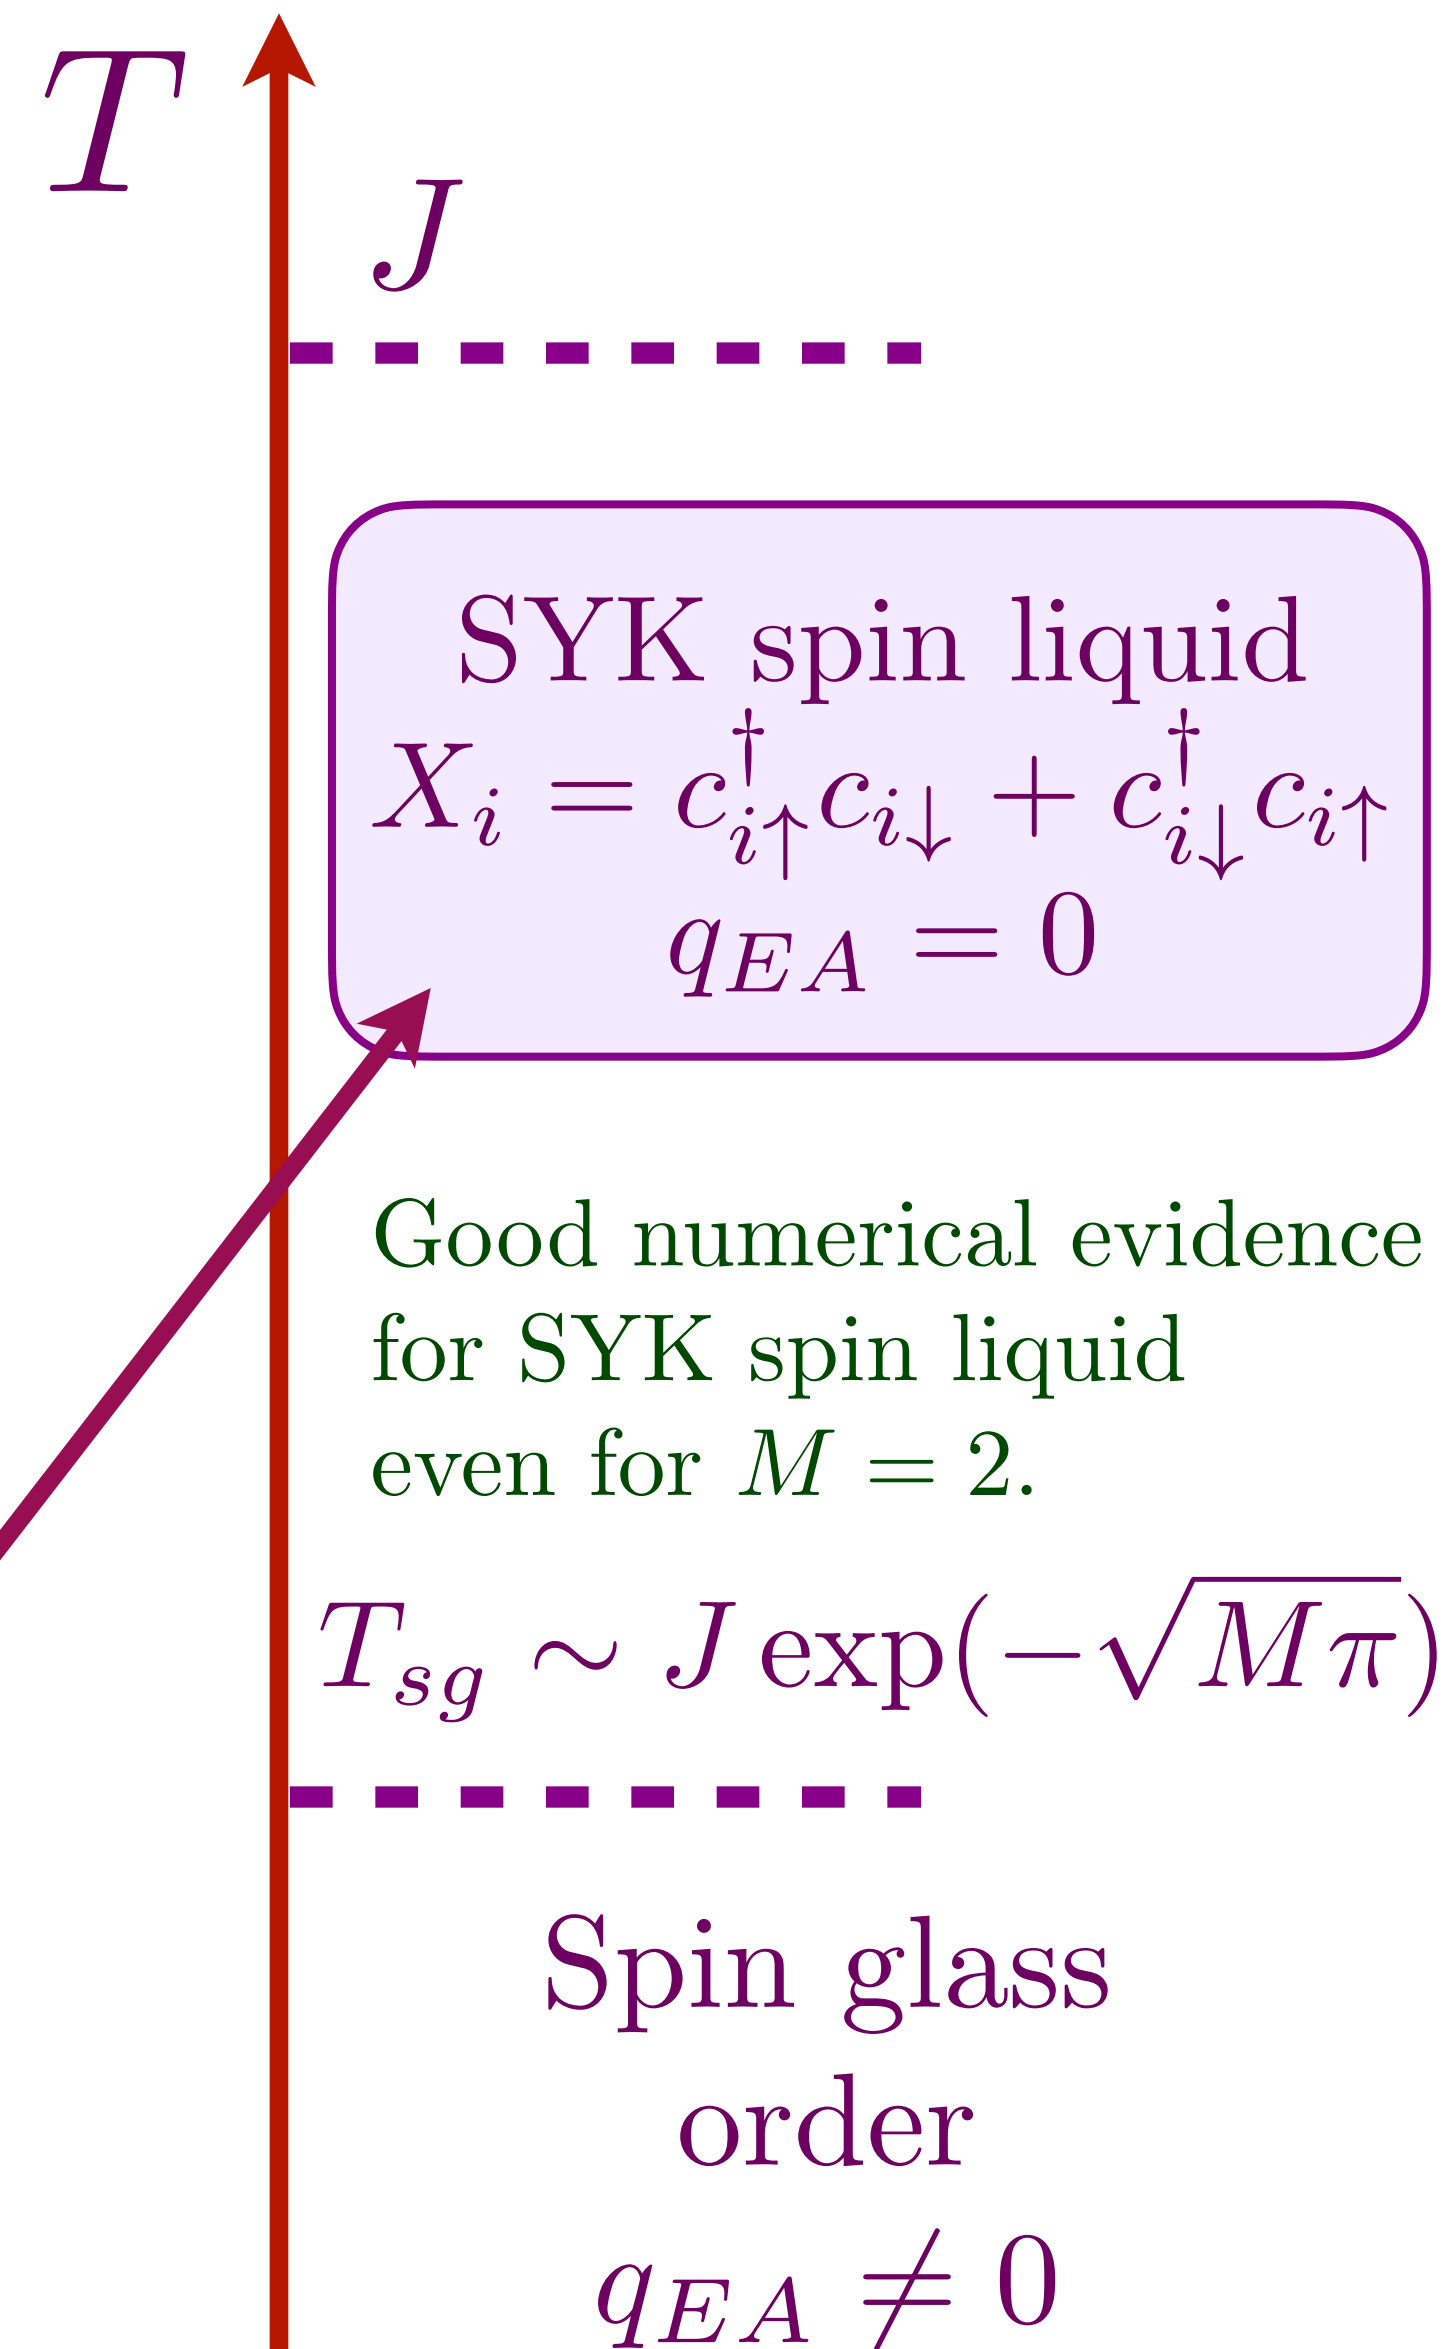 T
J
SYK spin liquid
X_i = c†_{i↑} c_{i↓} + c†_{i↓} c_{i↑}
q_{EA} = 0
Good numerical evidence
for SYK spin liquid
even for M = 2.
T_{sg} ∼ J exp(−√(Mπ))
Spin glass
order
q_{EA} ≠ 0